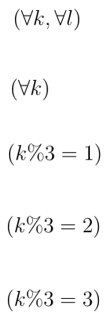 (∀k, ∀l)
(∀k)
(k%3 = 1)
(k%3 = 2)
(k%3 = 3)